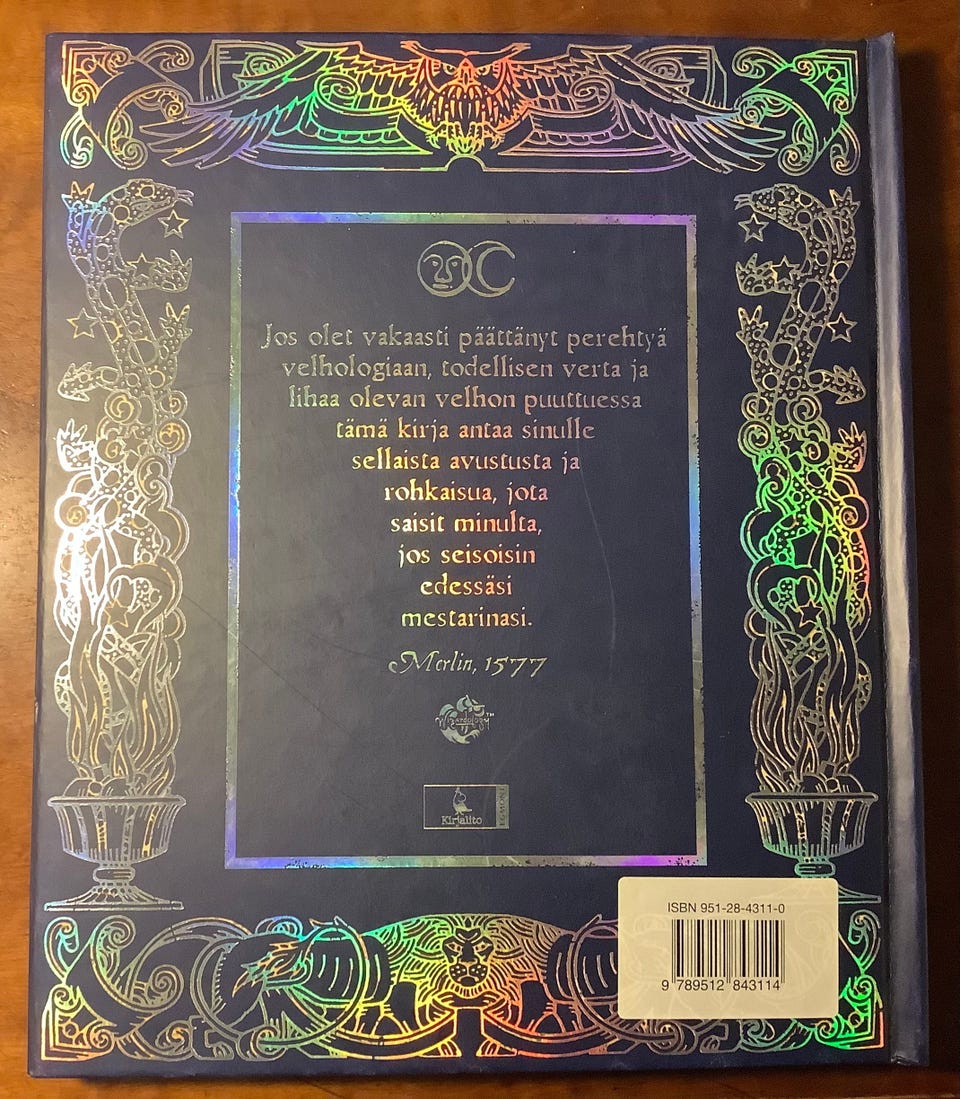 Jos olet vakaasti päättänyt perehtyä
velhologiaan, todellisen verta ja
lihaa olevan velhon puuttuessa
tämä kirja antaa sinulle
sellaista avustusta ja
rohkaisua, jota
saisit minulta,
jos seisoisin
edessäsi
mestarinasi.
Merlin, 1577
Wizardology™
Kirjalito
EGMONT
ISBN 951-28-4311-0
9 789512 843114